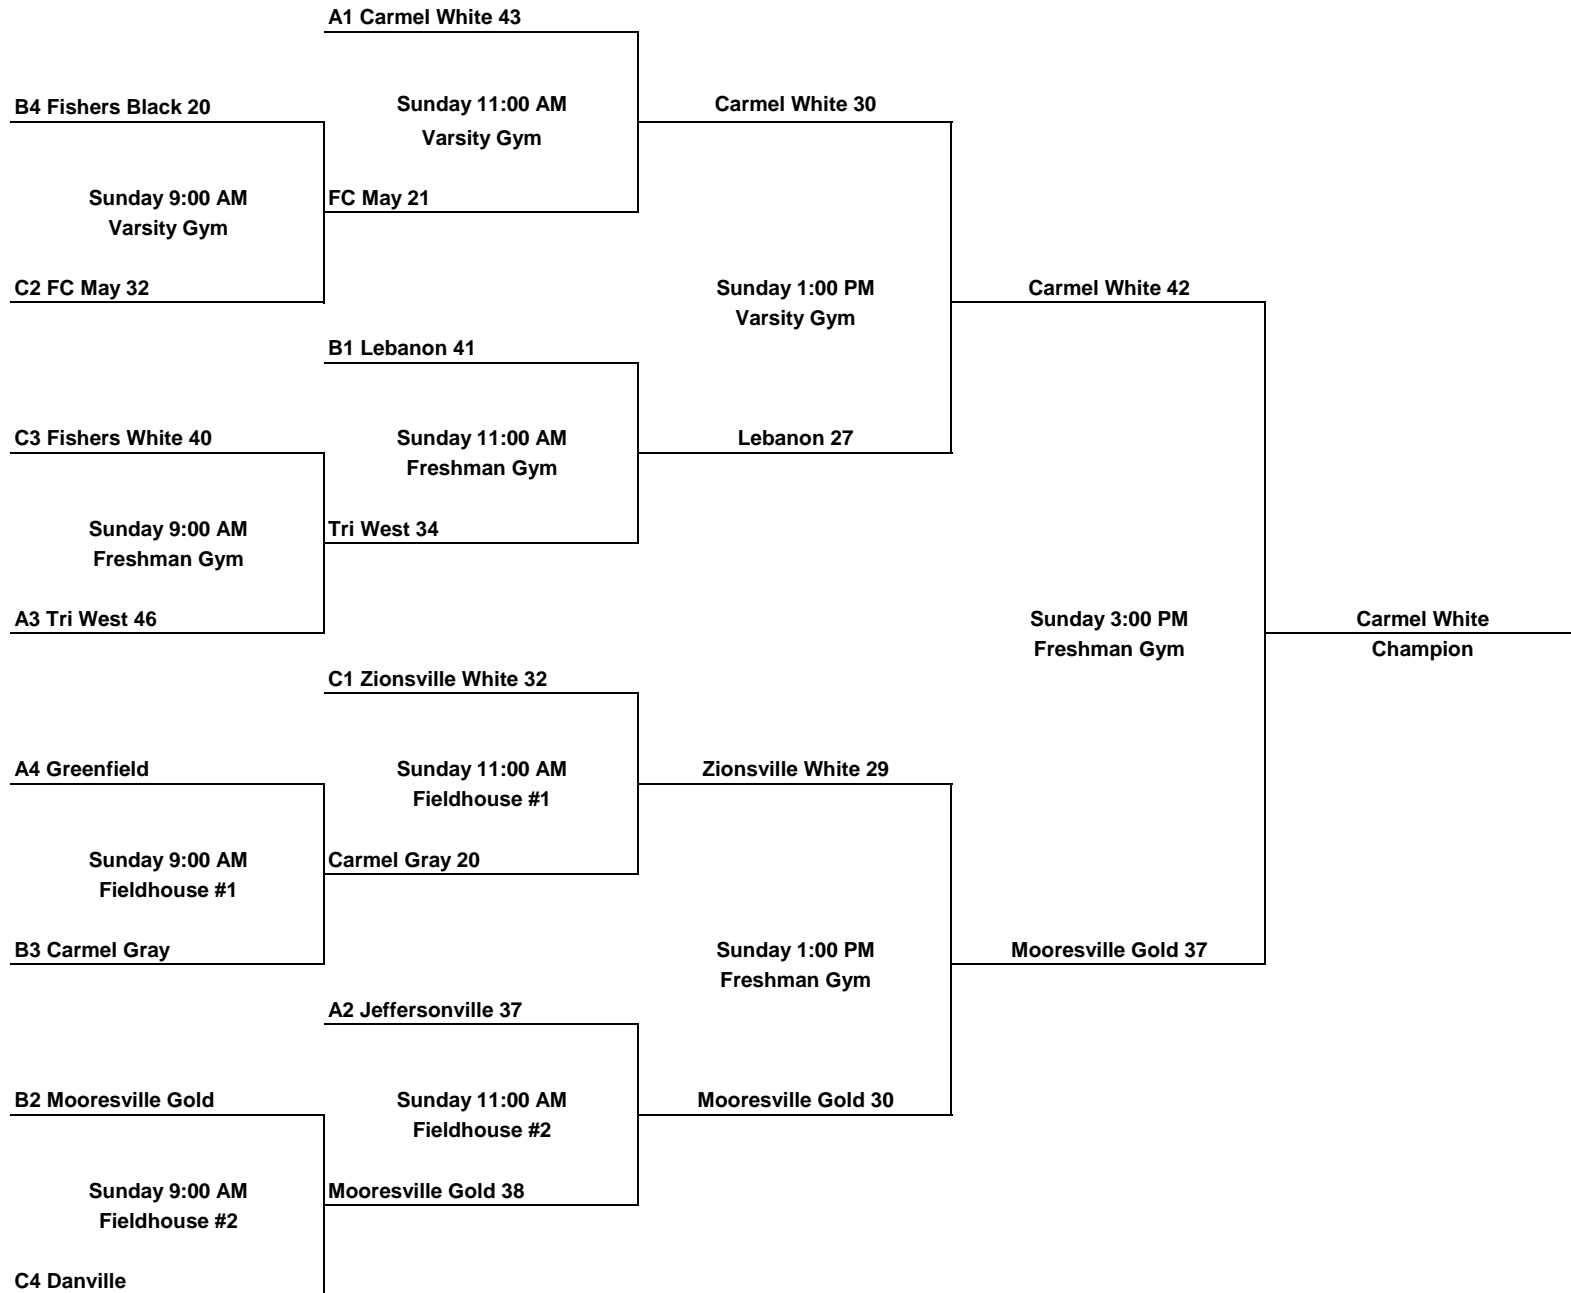 A1 Carmel White 43
B4 Fishers Black 20
Sunday 11:00 AM
Varsity Gym
Carmel White 30
Sunday 9:00 AM
Varsity Gym
FC May 21
C2 FC May 32
Sunday 1:00 PM
Varsity Gym
Carmel White 42
B1 Lebanon 41
C3 Fishers White 40
Sunday 11:00 AM
Freshman Gym
Lebanon 27
Sunday 9:00 AM
Freshman Gym
Tri West 34
A3 Tri West 46
Sunday 3:00 PM
Freshman Gym
Carmel White
Champion
C1 Zionsville White 32
A4 Greenfield
Sunday 11:00 AM
Fieldhouse #1
Zionsville White 29
Sunday 9:00 AM
Fieldhouse #1
Carmel Gray 20
B3 Carmel Gray
Sunday 1:00 PM
Freshman Gym
Mooresville Gold 37
A2 Jeffersonville 37
B2 Mooresville Gold
Sunday 11:00 AM
Fieldhouse #2
Mooresville Gold 30
Sunday 9:00 AM
Fieldhouse #2
Mooresville Gold 38
C4 Danville